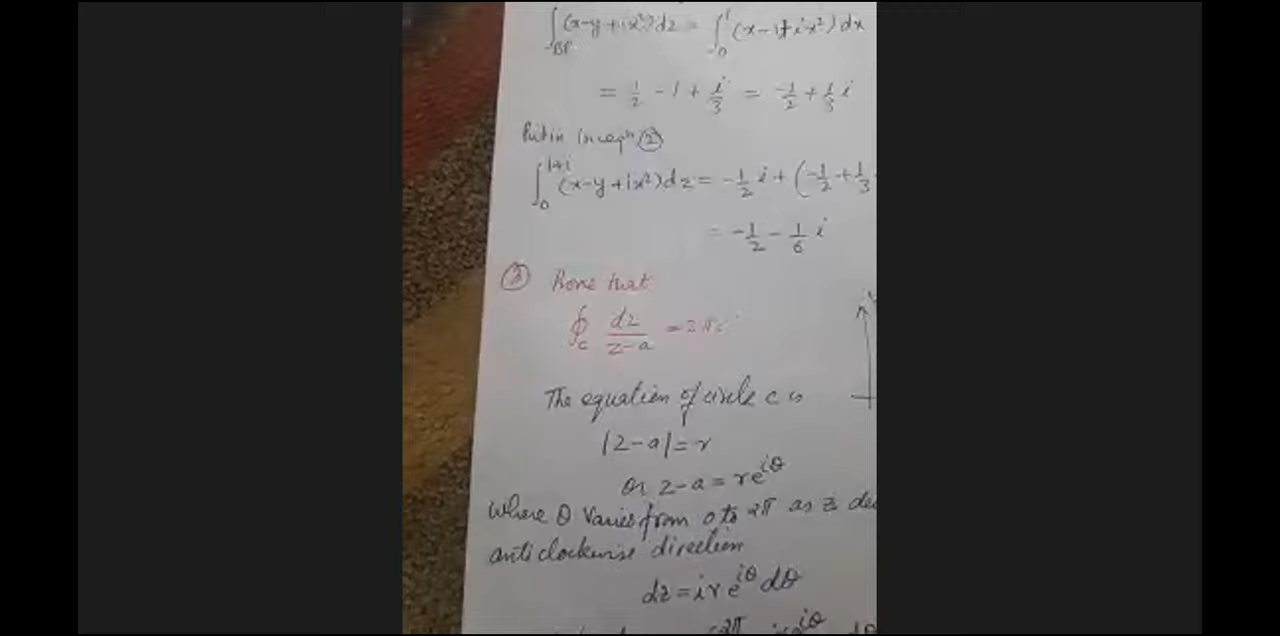 ∫_BP (x-y+ix²)dz = ∫_0^1 (x-1+ix²)dx
= 1/2 - 1 + i/3 = -1/2 + 1/3 i
Put in in eqn ②
∫_0^{1+i} (x-y+ix²)dz = -1/2 i + (-1/2 + 1/3
= -1/2 - 1/6 i
③ Prove that
∮_c dz/(z-a) = 2πi
The equation of circle c is
|z-a|=r
or z-a = re^{iθ}
where θ varies from 0 to 2π as z
anticlockwise direction
dz = ire^{iθ} dθ